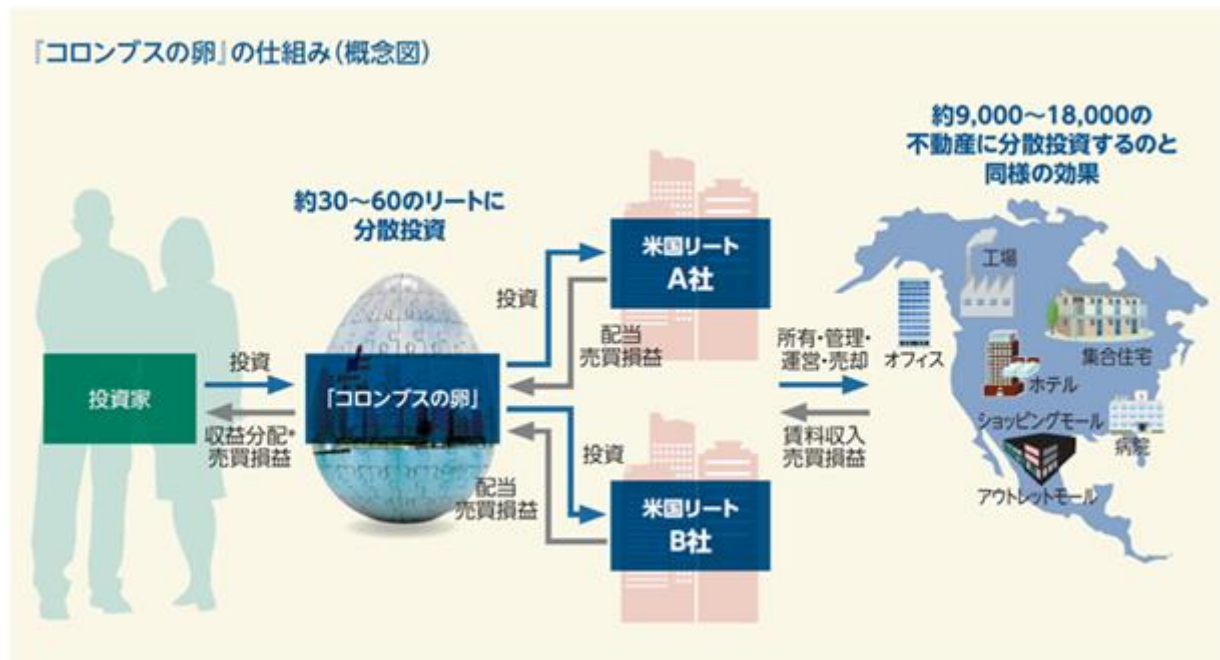 『コロンブスの卵』の仕組み(概念図)
約9,000〜18,000の
不動産に分散投資するのと
同様の効果
約30〜60のリートに
分散投資
米国リート
A社
工場
投資
配当
売買損益
所有・管理・
運営・売却
オフィス
集合住宅
投資
投資家
「コロンブスの卵」
ホテル
収益分配*
売買損益
ショッピングモール
病院
賃料収入
売買損益
投資
配当
売買損益
アウトレットモール
米国リート
B社